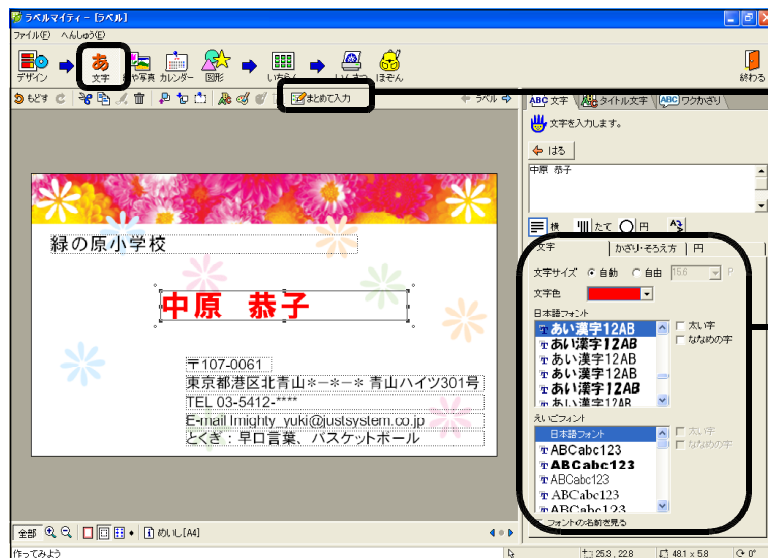 ラベルマイティー - [ラベル]
ファイル(F) へんしゅう(E)
デザイン 文字 や写真 カレンダー 図形 いちらん いんさつ ほぞん 終わる
もどす まとめて入力 ラベル
ABC 文字 タイトル文字 ABC ワクかざり
文字を入力します。
はる
中原 恭子
横 たて 円
文字 かざり・そろえ方 円
文字サイズ 自動 自由 15.6 P
文字色
日本語フォント
あい漢字12AB 太い字
あい漢字12AB ななめの字
あい漢字12AB
あい漢字12AB
あい漢字12AB
あい漢字12AB
えいごフォント
日本語フォント 太い字
ABCabc123 ななめの字
ABCabc123
ABCabc123
ABCabc123
ABCabc123
フォントの名前を見る
緑の原小学校
中原 恭子
〒107-0061
東京都港区北青山*-*-* 青山ハイツ301号
TEL 03-5412-****
E-mail lmighty_yuki@justsystem.co.jp
とくぎ：早口言葉、バスケットボール
全部 めいし[A4]
作ってみよう 25.3 , 22.8 48.1 x 5.8 0°